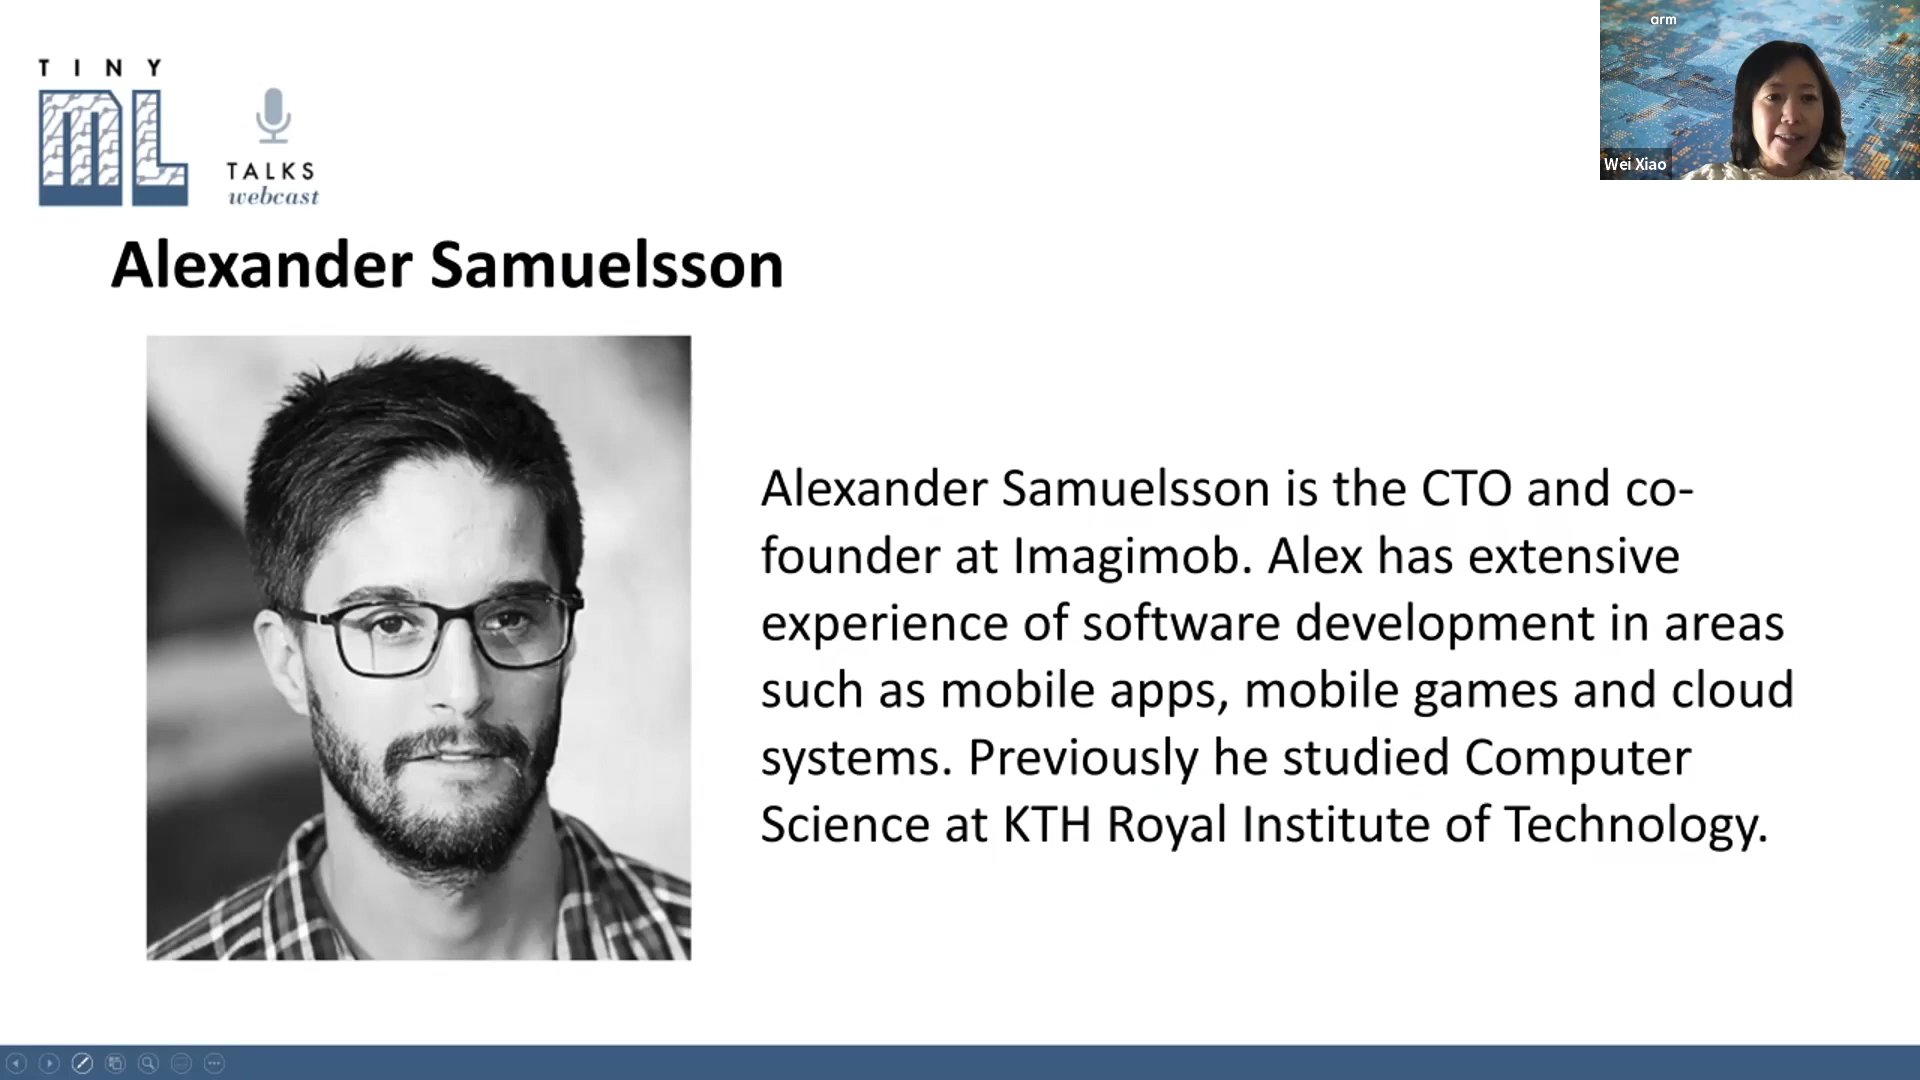 TINY
ML
TALKS
webcast
arm
Wei Xiao
Alexander Samuelsson
Alexander Samuelsson is the CTO and co-
founder at Imagimob. Alex has extensive
experience of software development in areas
such as mobile apps, mobile games and cloud
systems. Previously he studied Computer
Science at KTH Royal Institute of Technology.